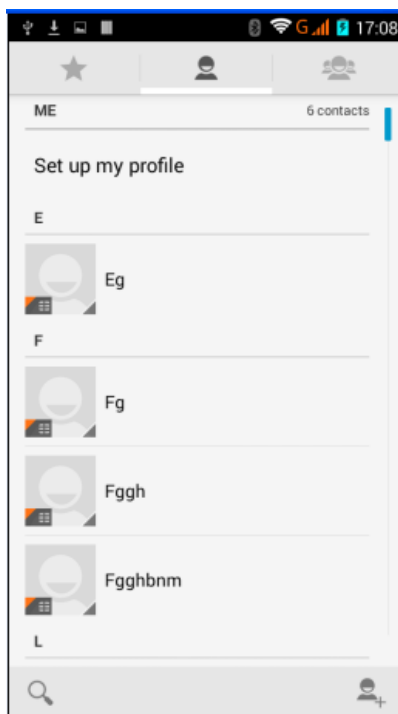 G 17:08
ME 6 contacts
Set up my profile
E
Eg
F
Fg
Fggh
Fgghbnm
L